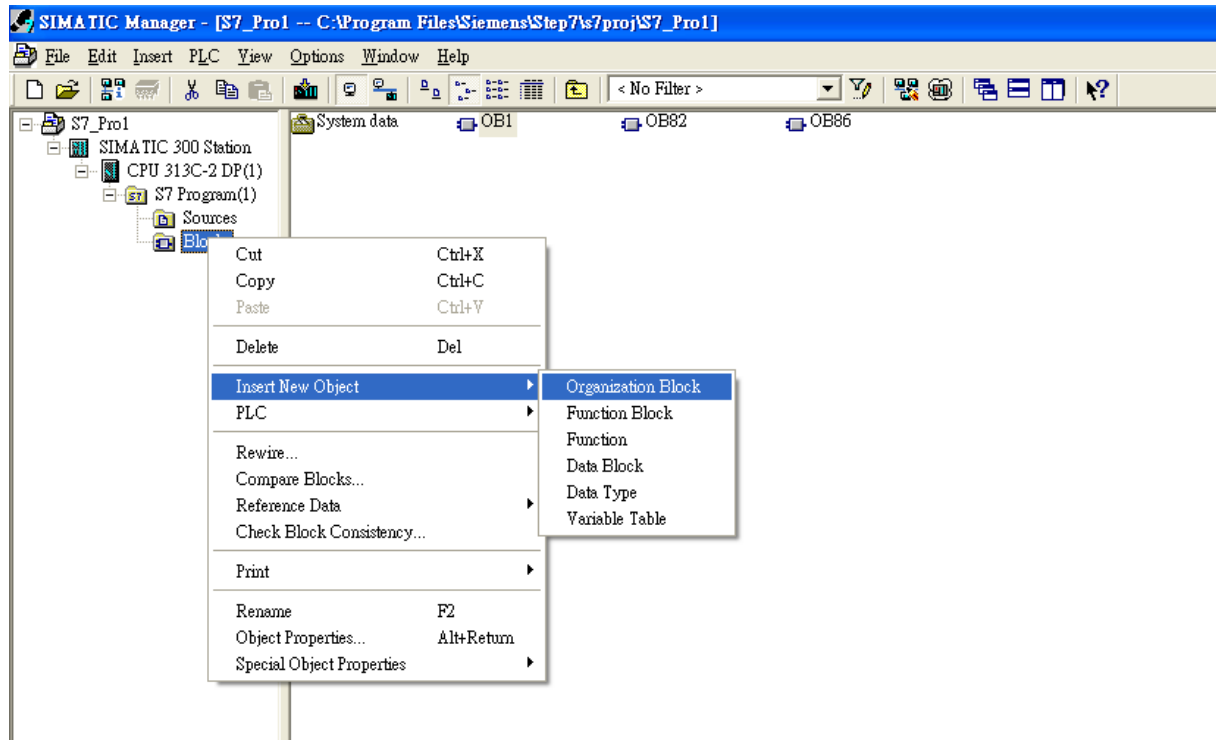 SIMATIC Manager - [S7_Pro1 -- C:\Program Files\Siemens\Step7\s7proj\S7_Pro1]
File Edit Insert PLC View Options Window Help
< No Filter >
S7_Pro1
SIMATIC 300 Station
CPU 313C-2 DP(1)
S7 Program(1)
Sources
System data OB1 OB82 OB86
Cut Ctrl+X
Copy Ctrl+C
Paste Ctrl+V
Delete Del
Insert New Object
PLC
Rewire...
Compare Blocks...
Reference Data
Check Block Consistency...
Print
Rename F2
Object Properties... Alt+Return
Special Object Properties
Organization Block
Function Block
Function
Data Block
Data Type
Variable Table